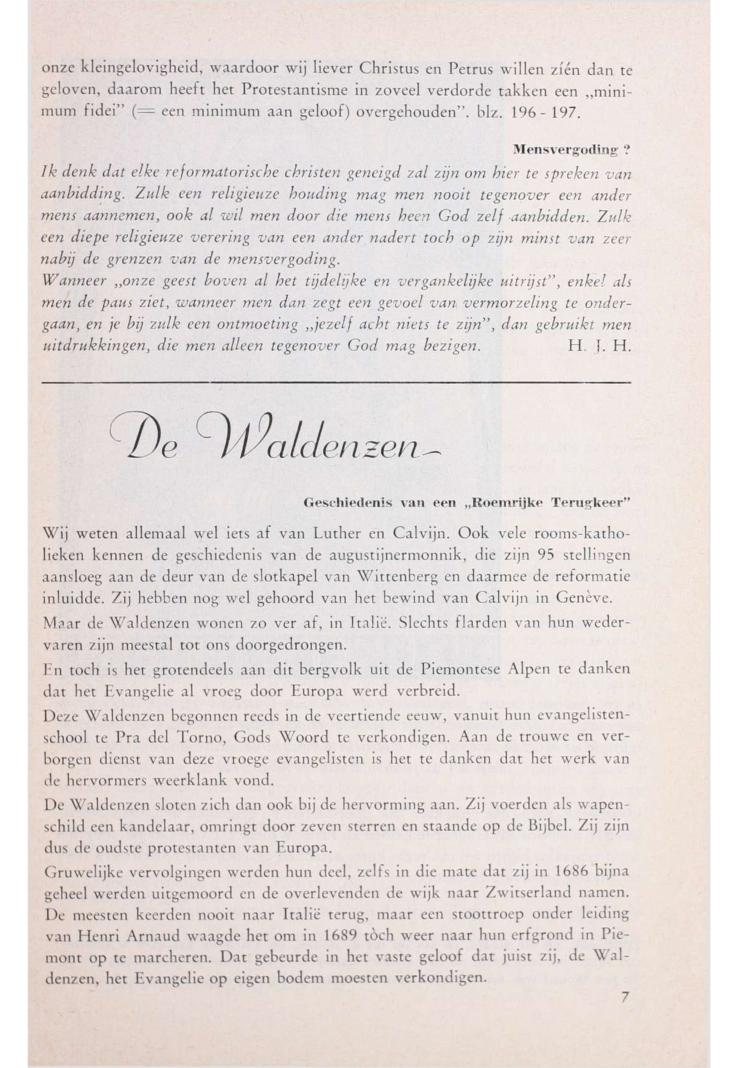 onze kleingelovigheid, waardoor wij liever Christus en Petrus willen zíén dan te
geloven, daarom heeft het Protestantisme in zoveel verdorde takken een „mini-
mum fidei” (= een minimum aan geloof) overgehouden”. blz. 196 - 197.
Mensvergoding ?
Ik denk dat elke reformatorische christen geneigd zal zijn om hier te spreken van
aanbidding. Zulk een religieuze houding mag men nooit tegenover een ander
mens aannemen, ook al wil men door die mens heen God zelf aanbidden. Zulk
een diepe religieuze verering van een ander nadert toch op zijn minst van zeer
nabij de grenzen van de mensvergoding.
Wanneer „onze geest boven al het tijdelijke en vergankelijke uitrijst”, enkel als
men de paus ziet, wanneer men dan zegt een gevoel van vermorzeling te onder-
gaan, en je bij zulk een ontmoeting „jezelf acht niets te zijn”, dan gebruikt men
uitdrukkingen, die men alleen tegenover God mag bezigen. H. J. H.
De Waldenzen
Geschiedenis van een „Roemrijke Terugkeer”
Wij weten allemaal wel iets af van Luther en Calvijn. Ook vele rooms-katho-
lieken kennen de geschiedenis van de augustijnermonnik, die zijn 95 stellingen
aansloeg aan de deur van de slotkapel van Wittenberg en daarmee de reformatie
inluidde. Zij hebben nog wel gehoord van het bewind van Calvijn in Genève.
Maar de Waldenzen wonen zo ver af, in Italië. Slechts flarden van hun weder-
varen zijn meestal tot ons doorgedrongen.
En toch is het grotendeels aan dit bergvolk uit de Piemontese Alpen te danken
dat het Evangelie al vroeg door Europa werd verbreid.
Deze Waldenzen begonnen reeds in de veertiende eeuw, vanuit hun evangelisten-
school te Pra del Torno, Gods Woord te verkondigen. Aan de trouwe en ver-
borgen dienst van deze vroege evangelisten is het te danken dat het werk van
de hervormers weerklank vond.
De Waldenzen sloten zich dan ook bij de hervorming aan. Zij voerden als wapen-
schild een kandelaar, omringt door zeven sterren en staande op de Bijbel. Zij zijn
dus de oudste protestanten van Europa.
Gruwelijke vervolgingen werden hun deel, zelfs in die mate dat zij in 1686 bijna
geheel werden uitgemoord en de overlevenden de wijk naar Zwitserland namen.
De meesten keerden nooit naar Italië terug, maar een stoottroep onder leiding
van Henri Arnaud waagde het om in 1689 tòch weer naar hun erfgrond in Pie-
mont op te marcheren. Dat gebeurde in het vaste geloof dat juist zij, de Wal-
denzen, het Evangelie op eigen bodem moesten verkondigen.
7